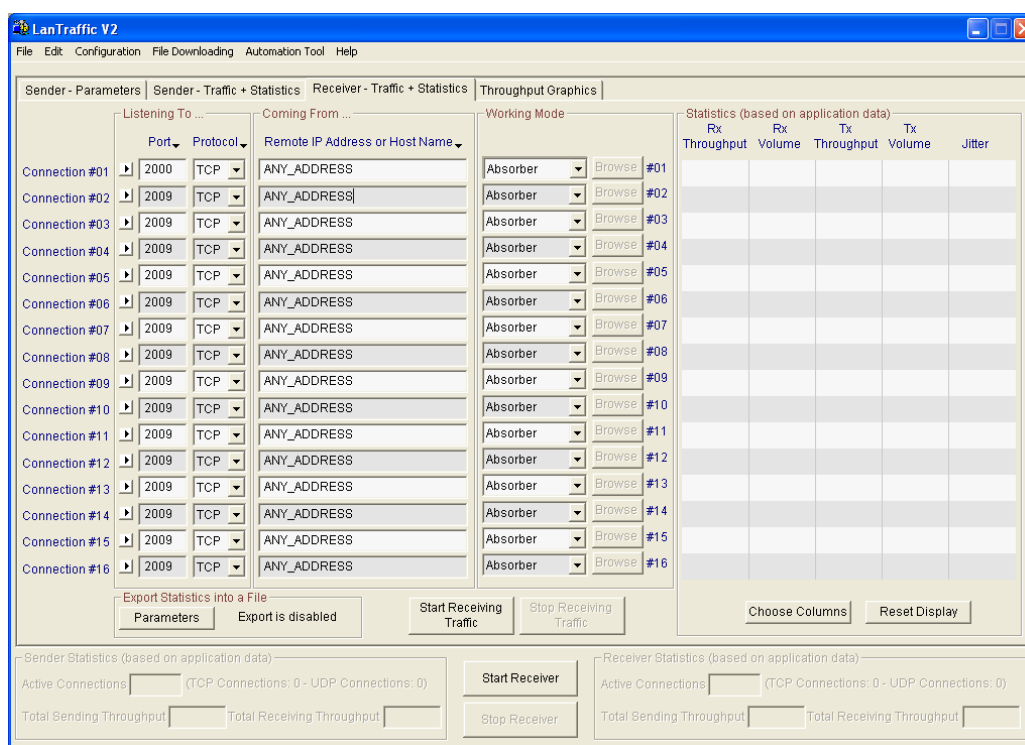 LanTraffic V2
File Edit Configuration File Downloading Automation Tool Help
Sender - Parameters Sender - Traffic + Statistics Receiver - Traffic + Statistics Throughput Graphics
Listening To ... Coming From ... Working Mode Statistics (based on application data)
Rx Rx Tx Tx
Port Protocol Remote IP Address or Host Name Throughput Volume Throughput Volume Jitter
Connection #01 2000 TCP ANY_ADDRESS Absorber Browse #01
Connection #02 2009 TCP ANY_ADDRESS Absorber Browse #02
Connection #03 2009 TCP ANY_ADDRESS Absorber Browse #03
Connection #04 2009 TCP ANY_ADDRESS Absorber Browse #04
Connection #05 2009 TCP ANY_ADDRESS Absorber Browse #05
Connection #06 2009 TCP ANY_ADDRESS Absorber Browse #06
Connection #07 2009 TCP ANY_ADDRESS Absorber Browse #07
Connection #08 2009 TCP ANY_ADDRESS Absorber Browse #08
Connection #09 2009 TCP ANY_ADDRESS Absorber Browse #09
Connection #10 2009 TCP ANY_ADDRESS Absorber Browse #10
Connection #11 2009 TCP ANY_ADDRESS Absorber Browse #11
Connection #12 2009 TCP ANY_ADDRESS Absorber Browse #12
Connection #13 2009 TCP ANY_ADDRESS Absorber Browse #13
Connection #14 2009 TCP ANY_ADDRESS Absorber Browse #14
Connection #15 2009 TCP ANY_ADDRESS Absorber Browse #15
Connection #16 2009 TCP ANY_ADDRESS Absorber Browse #16
Export Statistics into a File
Parameters Export is disabled
Start Receiving
Traffic
Stop Receiving
Traffic
Choose Columns Reset Display
Sender Statistics (based on application data)
Active Connections (TCP Connections: 0 - UDP Connections: 0)
Total Sending Throughput Total Receiving Throughput
Start Receiver
Stop Receiver
Receiver Statistics (based on application data)
Active Connections (TCP Connections: 0 - UDP Connections: 0)
Total Sending Throughput Total Receiving Throughput